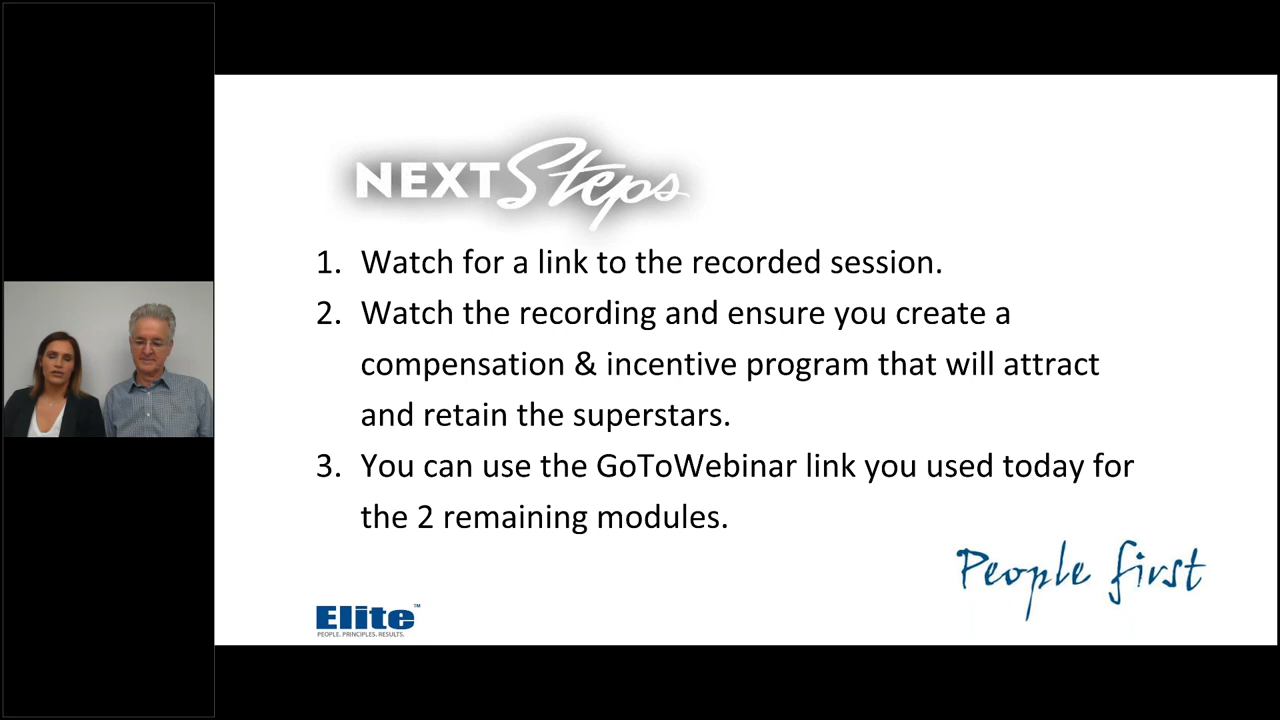 NEXT Steps
1. Watch for a link to the recorded session.
2. Watch the recording and ensure you create a
compensation & incentive program that will attract
and retain the superstars.
3. You can use the GoToWebinar link you used today for
the 2 remaining modules.
People first
Elite™
PEOPLE. PRINCIPLES. RESULTS.